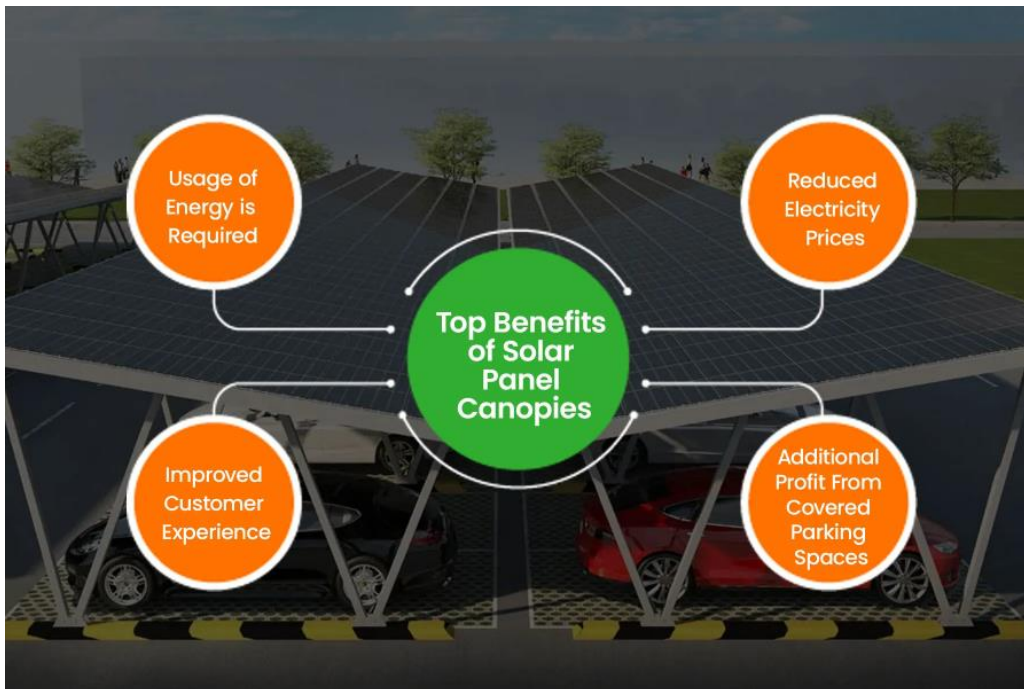 Usage of
Energy is
Required
Reduced
Electricity
Prices
Top Benefits
of Solar
Panel
Canopies
Improved
Customer
Experience
Additional
Profit From
Covered
Parking
Spaces